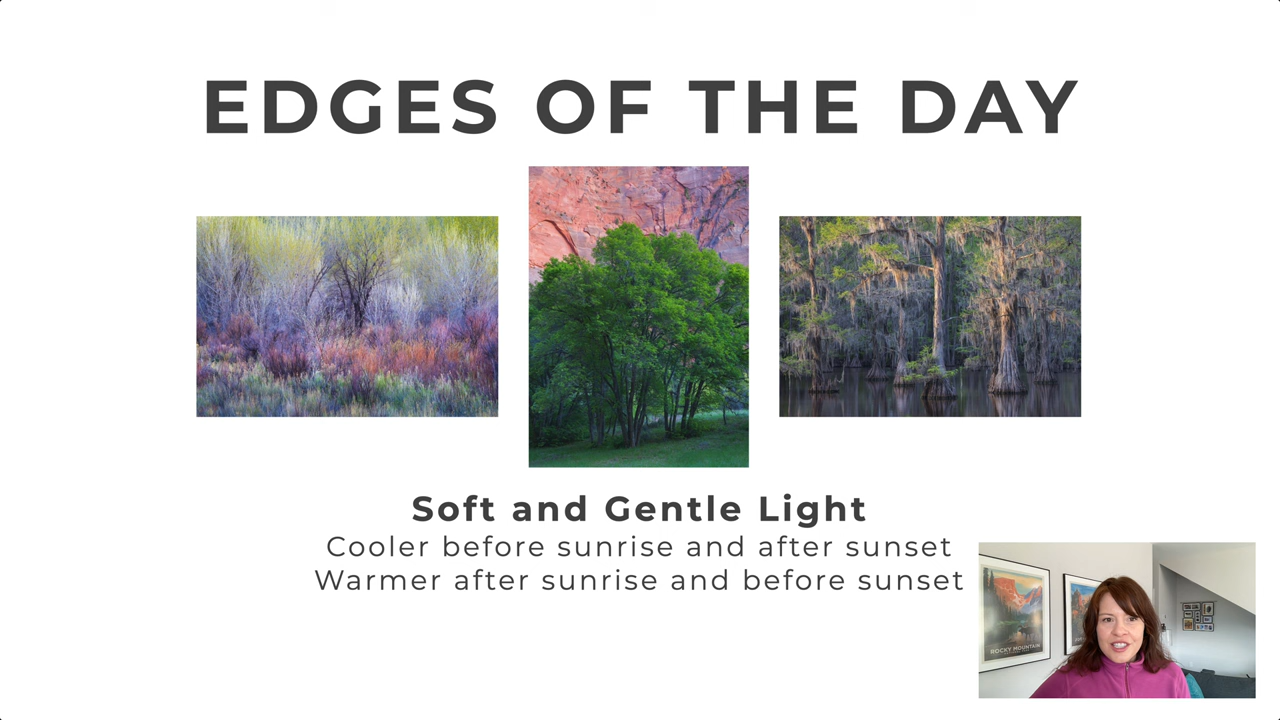 EDGES OF THE DAY
Soft and Gentle Light
Cooler before sunrise and after sunset
Warmer after sunrise and before sunset
ROCKY MOUNTAIN